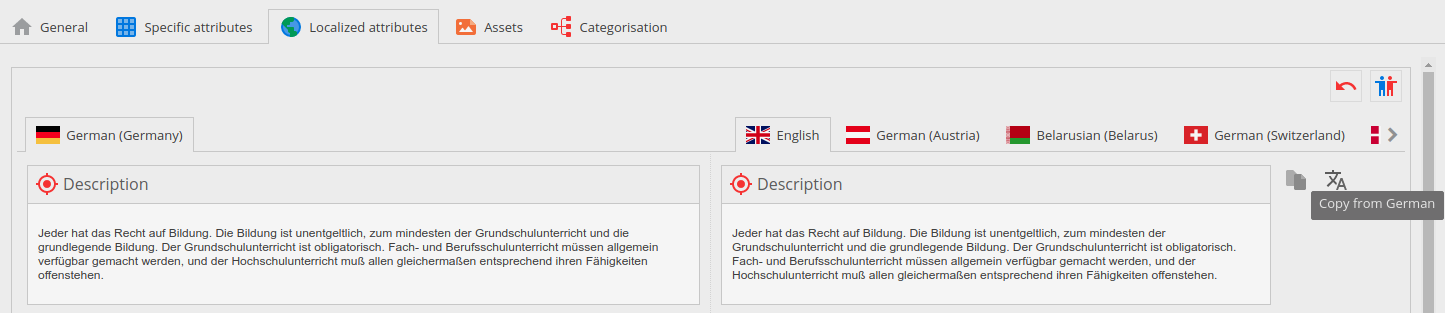 General Specific attributes Localized attributes Assets Categorisation
German (Germany)
English German (Austria) Belarusian (Belarus) German (Switzerland)
Description
Jeder hat das Recht auf Bildung. Die Bildung ist unentgeltlich, zum mindesten der Grundschulunterricht und die
grundlegende Bildung. Der Grundschulunterricht ist obligatorisch. Fach- und Berufsschulunterricht müssen allgemein
verfügbar gemacht werden, und der Hochschulunterricht muß allen gleichermaßen entsprechend ihren Fähigkeiten
offenstehen.
Description
Copy from German
Jeder hat das Recht auf Bildung. Die Bildung ist unentgeltlich, zum mindesten der
Grundschulunterricht und die grundlegende Bildung. Der Grundschulunterricht ist obligatorisch.
Fach- und Berufsschulunterricht müssen allgemein verfügbar gemacht werden, und der
Hochschulunterricht muß allen gleichermaßen entsprechend ihren Fähigkeiten offenstehen.